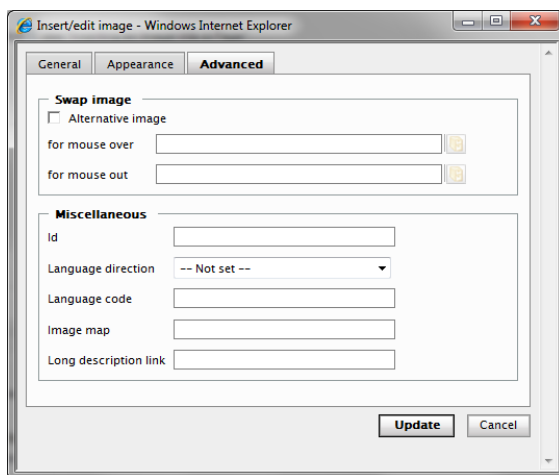 Insert/edit image - Windows Internet Explorer
General Appearance Advanced
Swap image
Alternative image
for mouse over
for mouse out
Miscellaneous
Id
Language direction -- Not set --
Language code
Image map
Long description link
Update Cancel